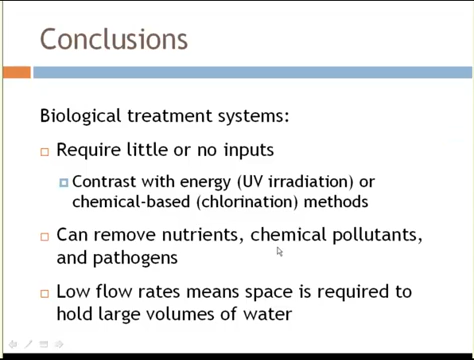 Conclusions
Biological treatment systems:
Require little or no inputs
Contrast with energy (UV irradiation) or
chemical-based (chlorination) methods
Can remove nutrients, chemical pollutants,
and pathogens
Low flow rates means space is required to
hold large volumes of water